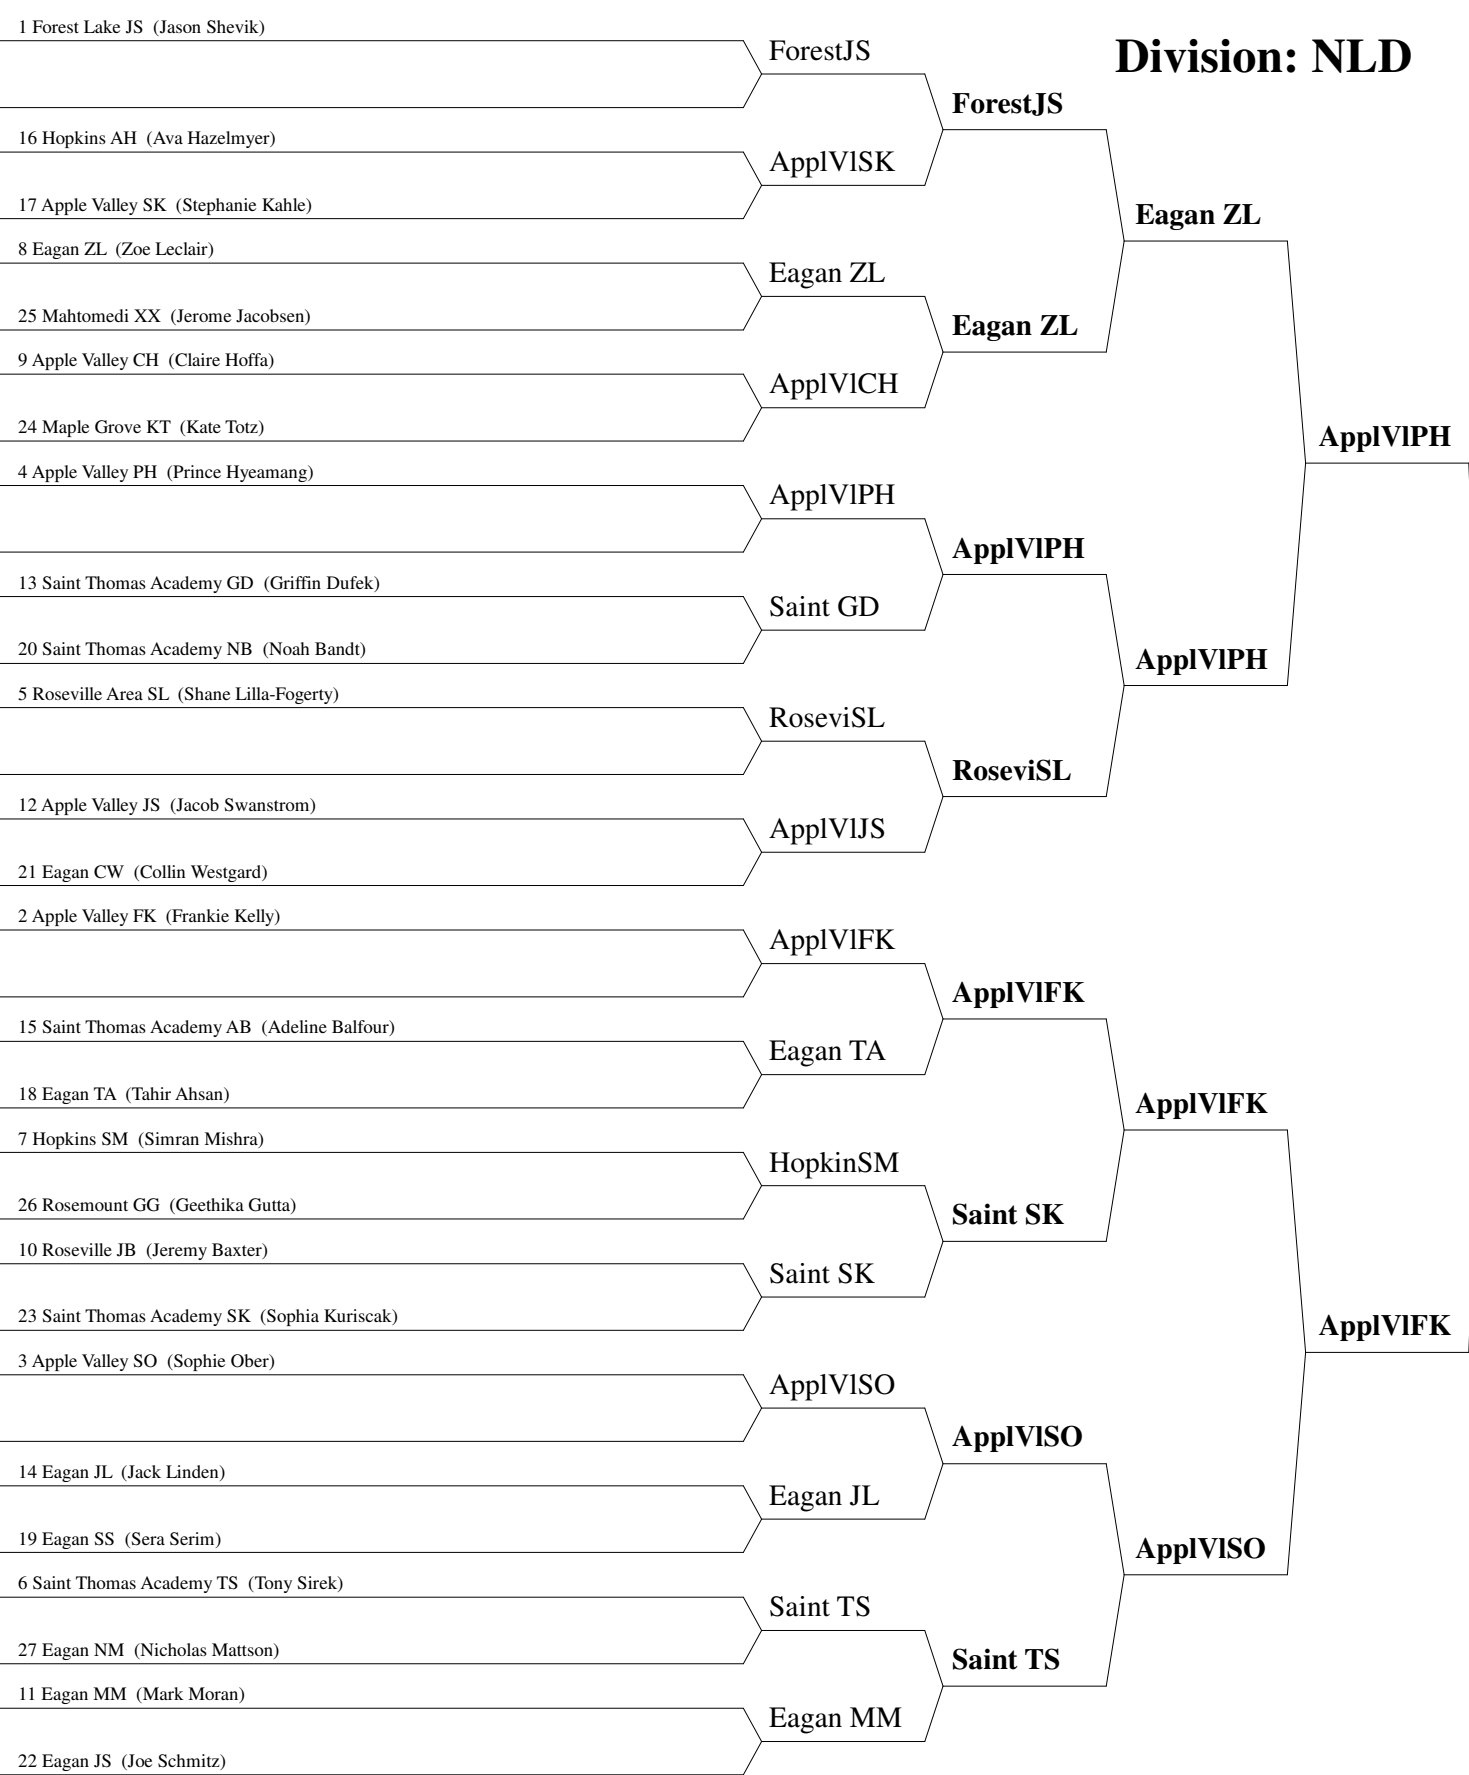 Division: NLD
1 Forest Lake JS (Jason Shevik)
16 Hopkins AH (Ava Hazelmyer)
17 Apple Valley SK (Stephanie Kahle)
8 Eagan ZL (Zoe Leclair)
25 Mahtomedi XX (Jerome Jacobsen)
9 Apple Valley CH (Claire Hoffa)
24 Maple Grove KT (Kate Totz)
4 Apple Valley PH (Prince Hyeamang)
13 Saint Thomas Academy GD (Griffin Dufek)
20 Saint Thomas Academy NB (Noah Bandt)
5 Roseville Area SL (Shane Lilla-Fogerty)
12 Apple Valley JS (Jacob Swanstrom)
21 Eagan CW (Collin Westgard)
2 Apple Valley FK (Frankie Kelly)
15 Saint Thomas Academy AB (Adeline Balfour)
18 Eagan TA (Tahir Ahsan)
7 Hopkins SM (Simran Mishra)
26 Rosemount GG (Geethika Gutta)
10 Roseville JB (Jeremy Baxter)
23 Saint Thomas Academy SK (Sophia Kuriscak)
3 Apple Valley SO (Sophie Ober)
14 Eagan JL (Jack Linden)
19 Eagan SS (Sera Serim)
6 Saint Thomas Academy TS (Tony Sirek)
27 Eagan NM (Nicholas Mattson)
11 Eagan MM (Mark Moran)
22 Eagan JS (Joe Schmitz)
ForestJS
ApplVlSK
Eagan ZL
ApplVlCH
ApplVlPH
Saint GD
RoseviSL
ApplVlJS
ApplVlFK
Eagan TA
HopkinSM
Saint SK
ApplVlSO
Eagan JL
Saint TS
Eagan MM
ForestJS
Eagan ZL
ApplVlPH
RoseviSL
ApplVlFK
Saint SK
ApplVlSO
Saint TS
Eagan ZL
ApplVlPH
ApplVlFK
ApplVlSO
ApplVlPH
ApplVlFK